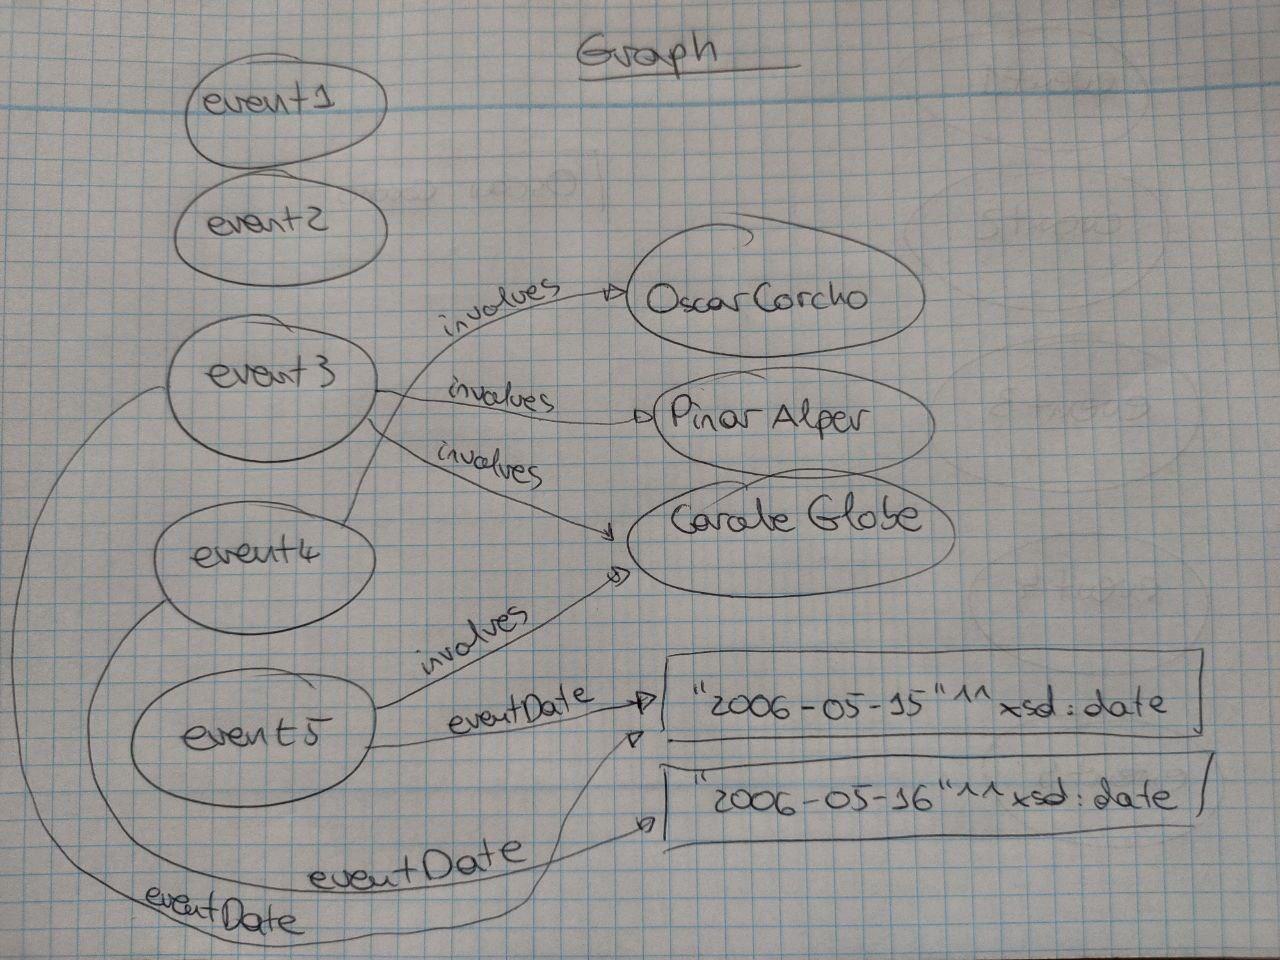 Graph
event1
event2
involves
OscarCorcho
event3
involves
Pinar Alper
involves
Carole Globe
event4
involves
eventDate
"2006-05-15"^^xsd:date
event5
"2006-05-16"^^xsd:date
eventDate
eventDate